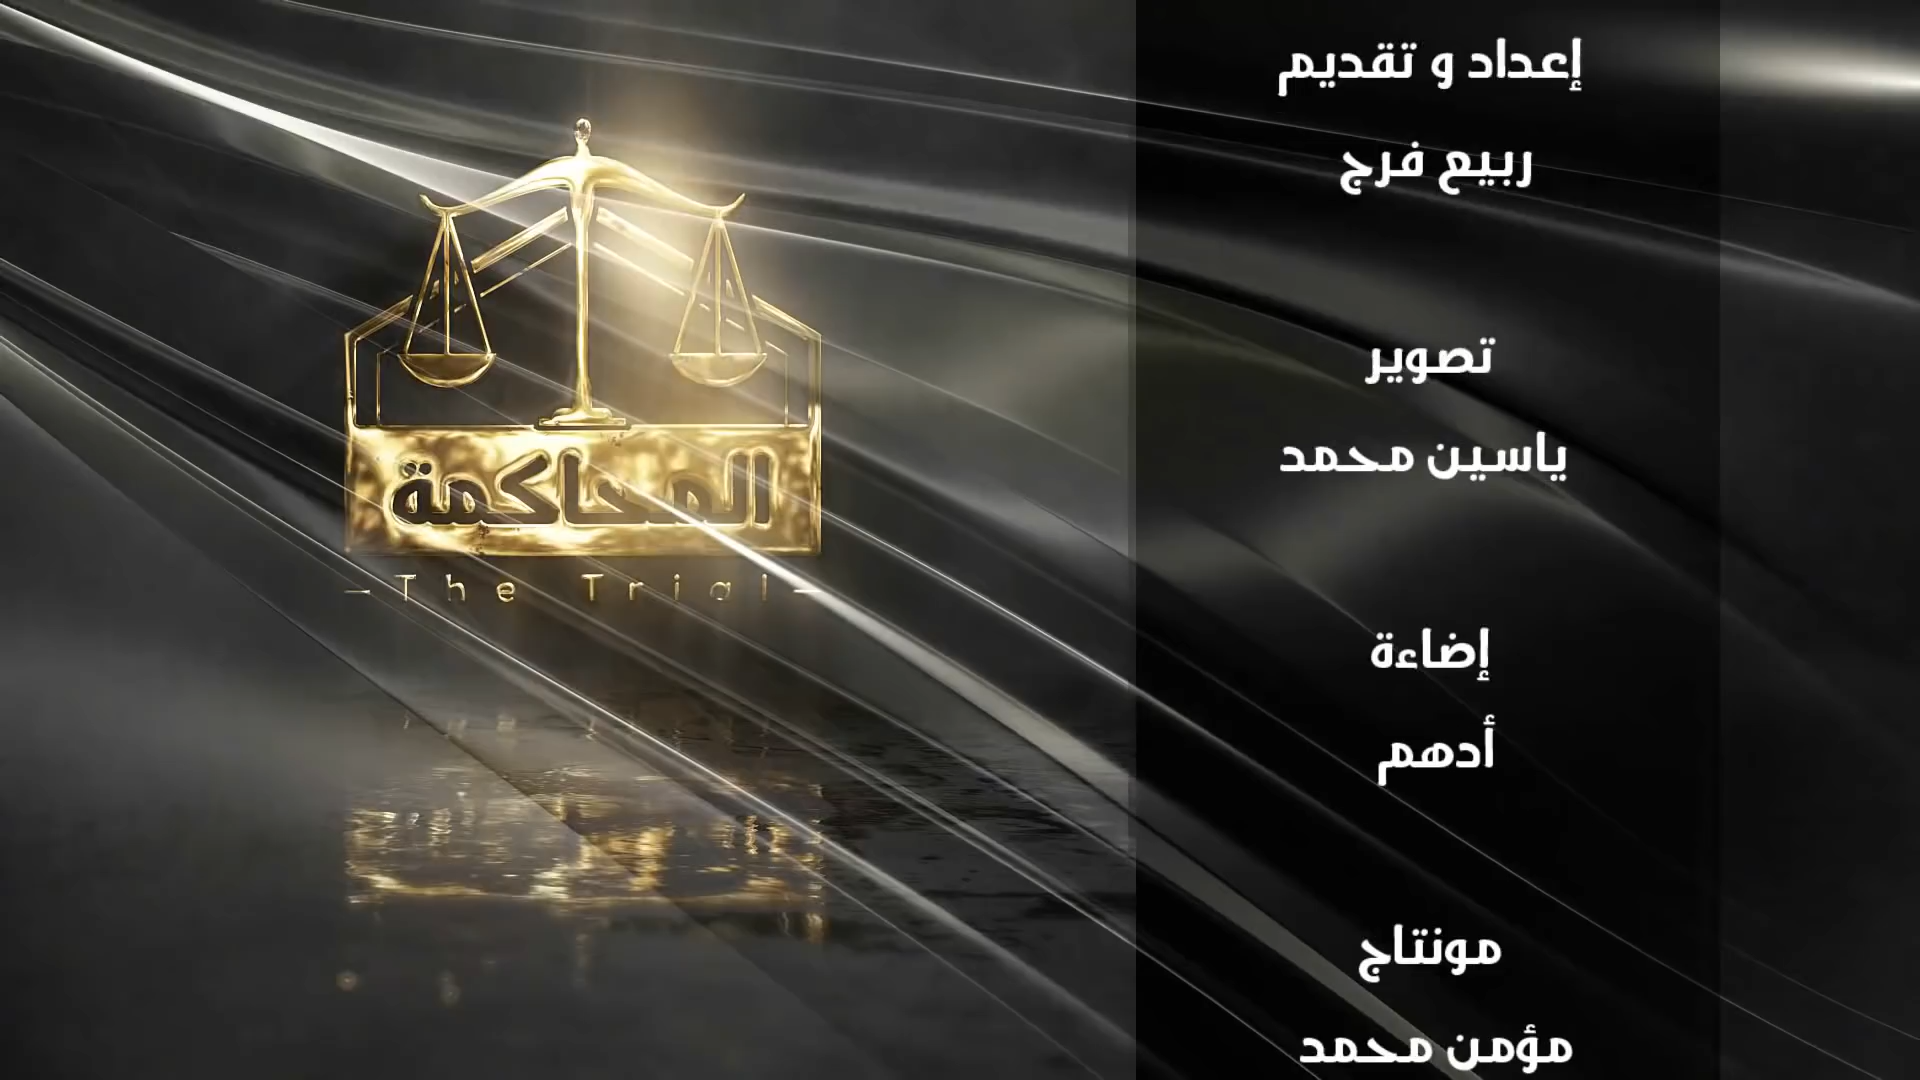 المحاكمة
The Trial
إعداد و تقديم
ربيع فرج
تصوير
ياسين محمد
إضاءة
أدهم
مونتاج
مؤمن محمد